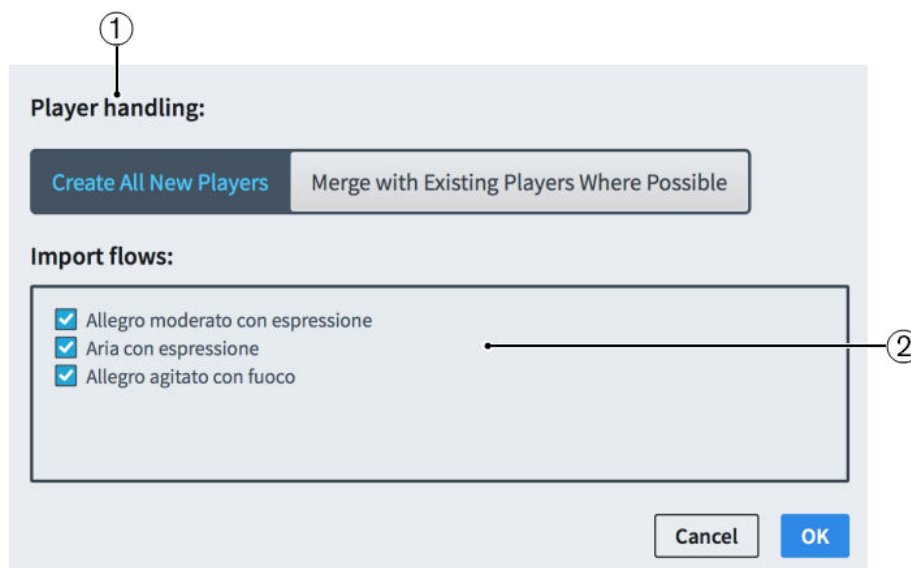 1
Player handling:
Create All New Players Merge with Existing Players Where Possible
Import flows:
Allegro moderato con espressione
Aria con espressione
Allegro agitato con fuoco
2
Cancel OK